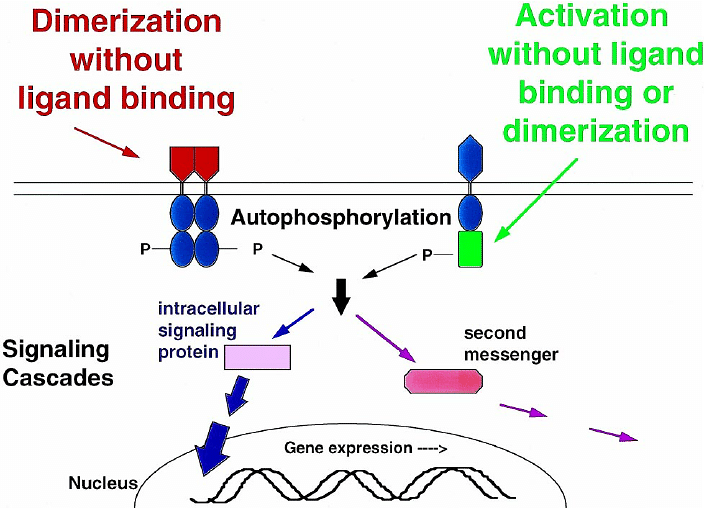 Dimerization
without
ligand binding
Activation
without ligand
binding or
dimerization
Autophosphorylation
P
P
P
intracellular
signaling
protein
second
messenger
Signaling
Cascades
Gene expression ---->
Nucleus